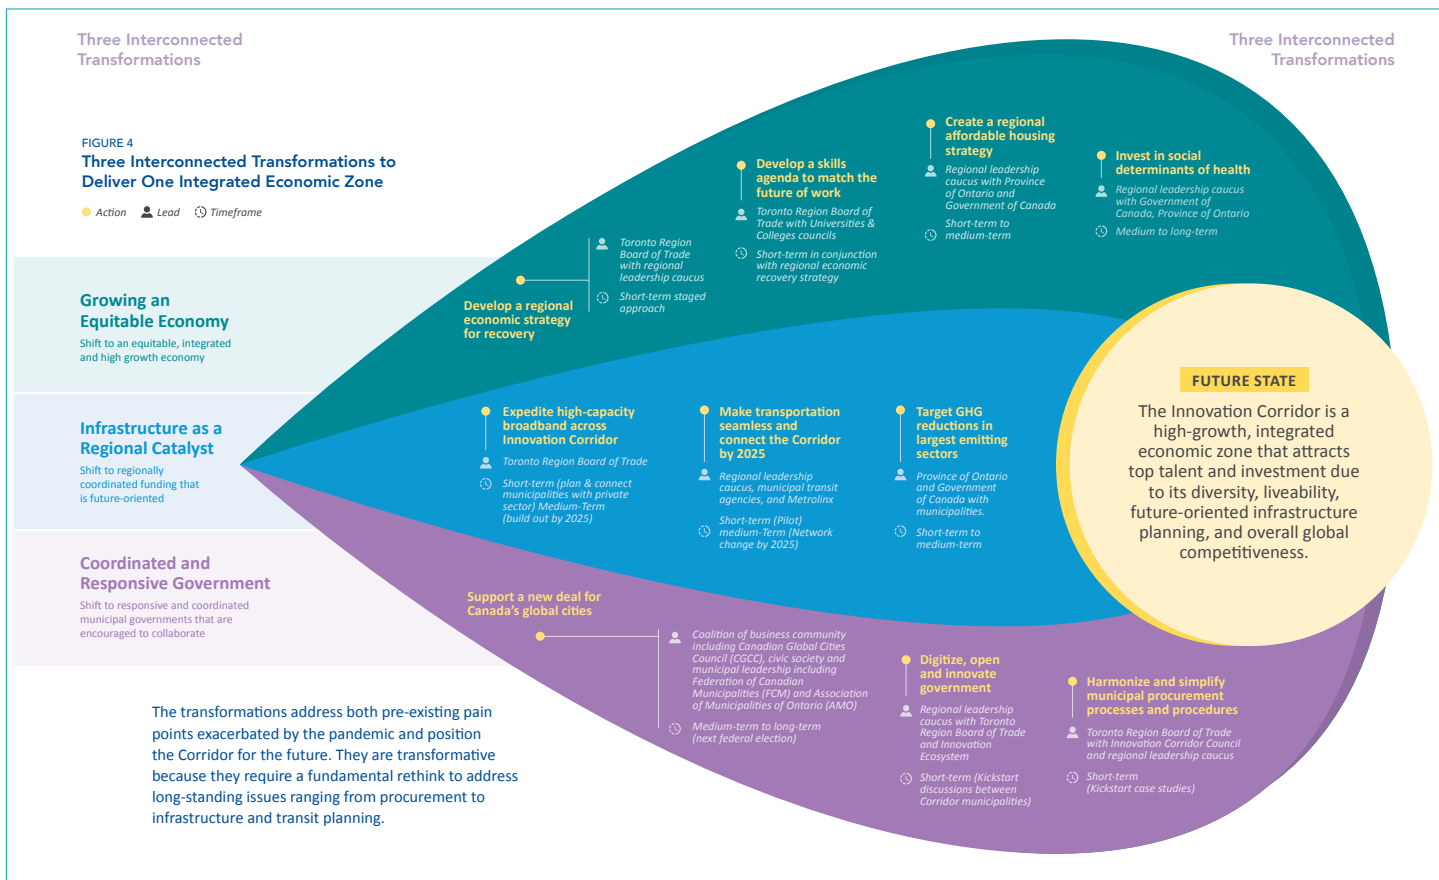 Three Interconnected
Transformations
Three Interconnected
Transformations
FIGURE 4
Three Interconnected Transformations to
Deliver One Integrated Economic Zone
Action Lead Timeframe
Growing an
Equitable Economy
Shift to an equitable, integrated
and high growth economy
Develop a regional
economic strategy
for recovery
Toronto Region
Board of Trade
with regional
leadership caucus
Short-term staged
approach
Develop a skills
agenda to match the
future of work
Toronto Region Board of
Trade with Universities &
Colleges councils
Short-term in conjunction
with regional economic
recovery strategy
Create a regional
affordable housing
strategy
Regional leadership
caucus with Province
of Ontario and
Government of Canada
Short-term to
medium-term
Invest in social
determinants of health
Regional leadership caucus
with Government of
Canada, Province of Ontario
Medium to long-term
Infrastructure as a
Regional Catalyst
Shift to regionally
coordinated funding that
is future-oriented
Expedite high-capacity
broadband across
Innovation Corridor
Toronto Region Board of Trade
Short-term (plan & connect
municipalities with private
sector) Medium-Term
(build out by 2025)
Make transportation
seamless and
connect the Corridor
by 2025
Regional leadership
caucus, municipal transit
agencies, and Metrolinx
Short-term (Pilot)
medium-Term (Network
change by 2025)
Target GHG
reductions in
largest emitting
sectors
Province of Ontario
and Government
of Canada with
municipalities.
Short-term to
medium-term
FUTURE STATE
The Innovation Corridor is a
high-growth, integrated
economic zone that attracts
top talent and investment due
to its diversity, liveability,
future-oriented infrastructure
planning, and overall global
competitiveness.
Coordinated and
Responsive Government
Shift to responsive and coordinated
municipal governments that are
encouraged to collaborate
Support a new deal for
Canada's global cities
Coalition of business community
including Canadian Global Cities
Council (CGCC), civic society and
municipal leadership including
Federation of Canadian
Municipalities (FCM) and Association
of Municipalities of Ontario (AMO)
Medium-term to long-term
(next federal election)
Digitize, open
and innovate
government
Regional leadership
caucus with Toronto
Region Board of Trade
and Innovation
Ecosystem
Short-term (Kickstart
discussions between
Corridor municipalities)
Harmonize and simplify
municipal procurement
processes and procedures
Toronto Region Board of Trade
with Innovation Corridor Council
and regional leadership caucus
Short-term
(Kickstart case studies)
The transformations address both pre-existing pain
points exacerbated by the pandemic and position
the Corridor for the future. They are transformative
because they require a fundamental rethink to address
long-standing issues ranging from procurement to
infrastructure and transit planning.